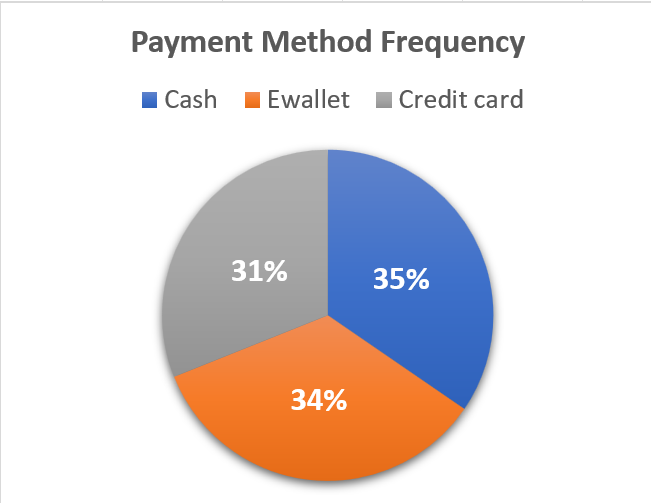 Payment Method Frequency
Cash Ewallet Credit card
31% 35%
34%